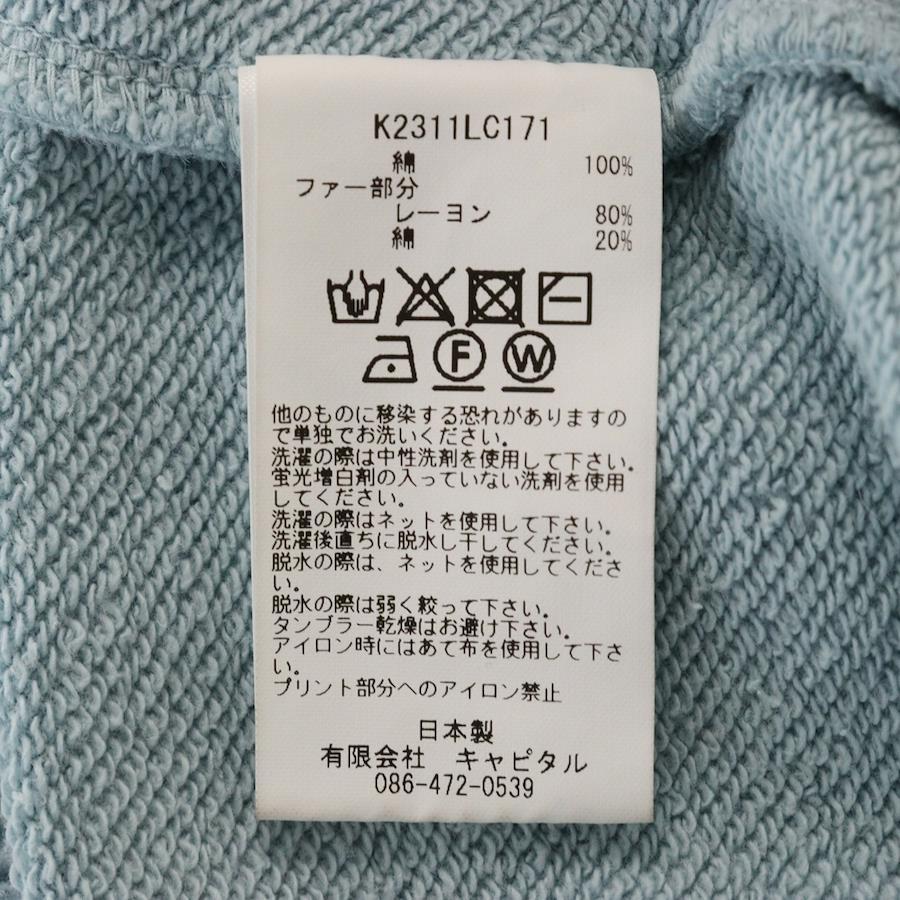 K2311LC171
綿 100%
ファー部分
レーヨン 80%
綿 20%
F W
他のものに移染する恐れがありますの
で単独でお洗いください。
洗濯の際は中性洗剤を使用して下さい。
蛍光増白剤の入っていない洗剤を使用
してください。
洗濯の際はネットを使用して下さい。
洗濯後直ちに脱水し干してください。
脱水の際は、ネットを使用してくださ
い。
脱水の際は弱く絞って下さい。
タンブラー乾燥はお避け下さい。
アイロン時にはあて布を使用して下さ
い。
プリント部分へのアイロン禁止
日本製
有限会社 キャピタル
086-472-0539